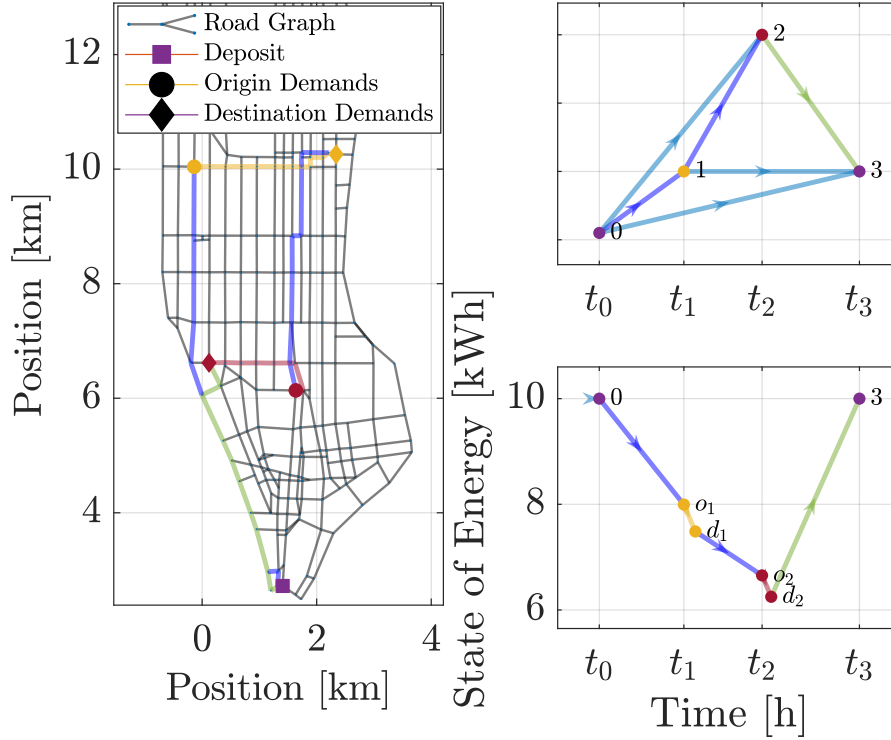 Road Graph
Deposit
Origin Demands
Destination Demands
12
10
8
6
4
0 2 4
Position [km]
Position [km]
0
1
2
3
t₀ t₁ t₂ t₃
State of Energy [kWh]
10
8
6
0
o₁
d₁
o₂
d₂
3
t₀ t₁ t₂ t₃
Time [h]